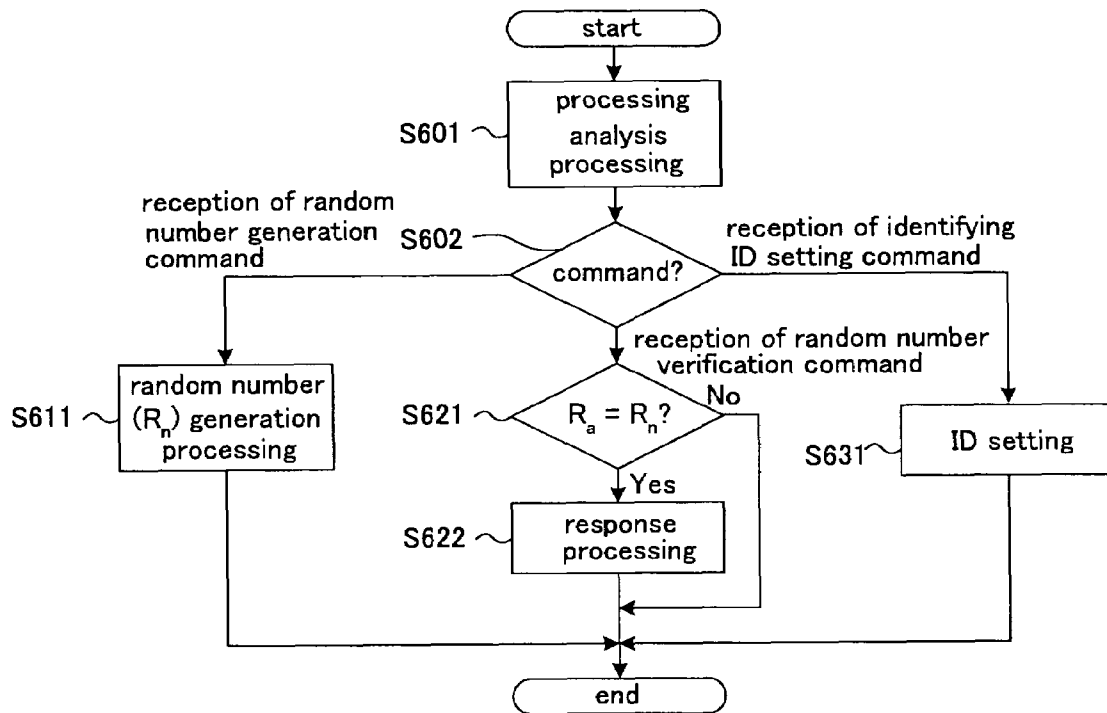 start
S601
processing
analysis
processing
reception of random
number generation
command
S602
command?
reception of identifying
ID setting command
reception of random number
verification command
S611
random number
(Rn) generation
processing
S621
Ra = Rn?
No
S631
ID setting
Yes
S622
response
processing
end